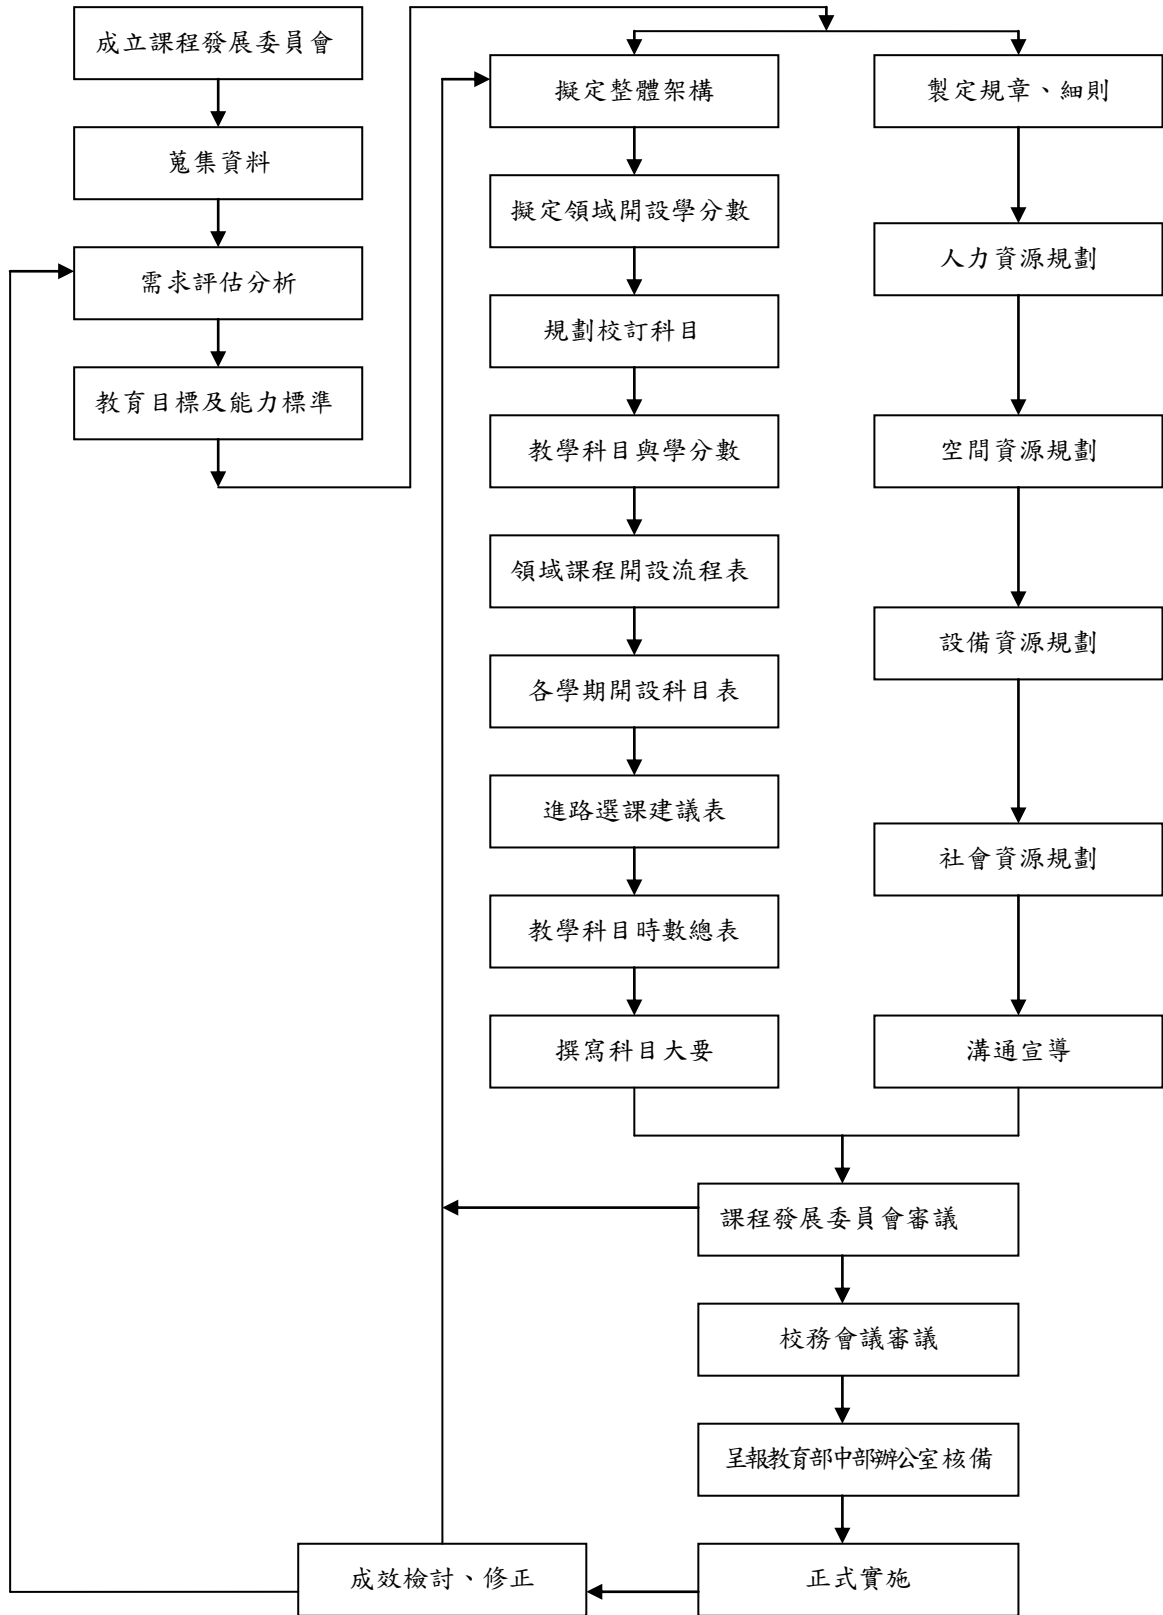 成立課程發展委員會
蒐集資料
需求評估分析
教育目標及能力標準
擬定整體架構
擬定領域開設學分數
規劃校訂科目
教學科目與學分數
領域課程開設流程表
各學期開設科目表
進路選課建議表
教學科目時數總表
撰寫科目大要
製定規章、細則
人力資源規劃
空間資源規劃
設備資源規劃
社會資源規劃
溝通宣導
課程發展委員會審議
校務會議審議
呈報教育部中部辦公室核備
正式實施
成效檢討、修正